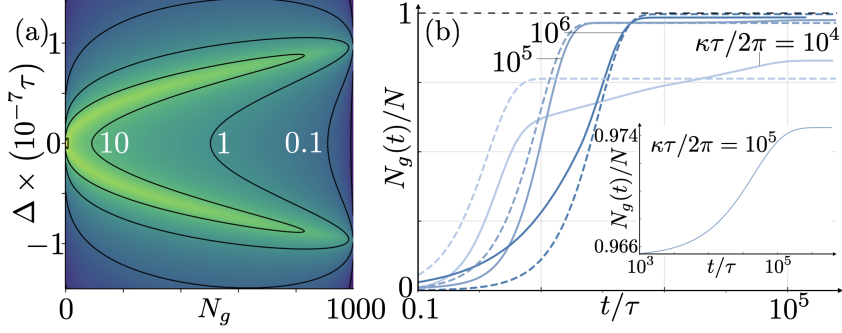 (a)
1
0
−1
Δ × (10⁻⁷τ)
10
1
0.1
0
N_g
1000
(b)
1
0
N_g(t)/N
10⁶
10⁵
κτ/2π = 10⁴
0.1
t/τ
10⁵
0.974
0.966
N_g(t)/N
κτ/2π = 10⁵
10³
t/τ
10⁵